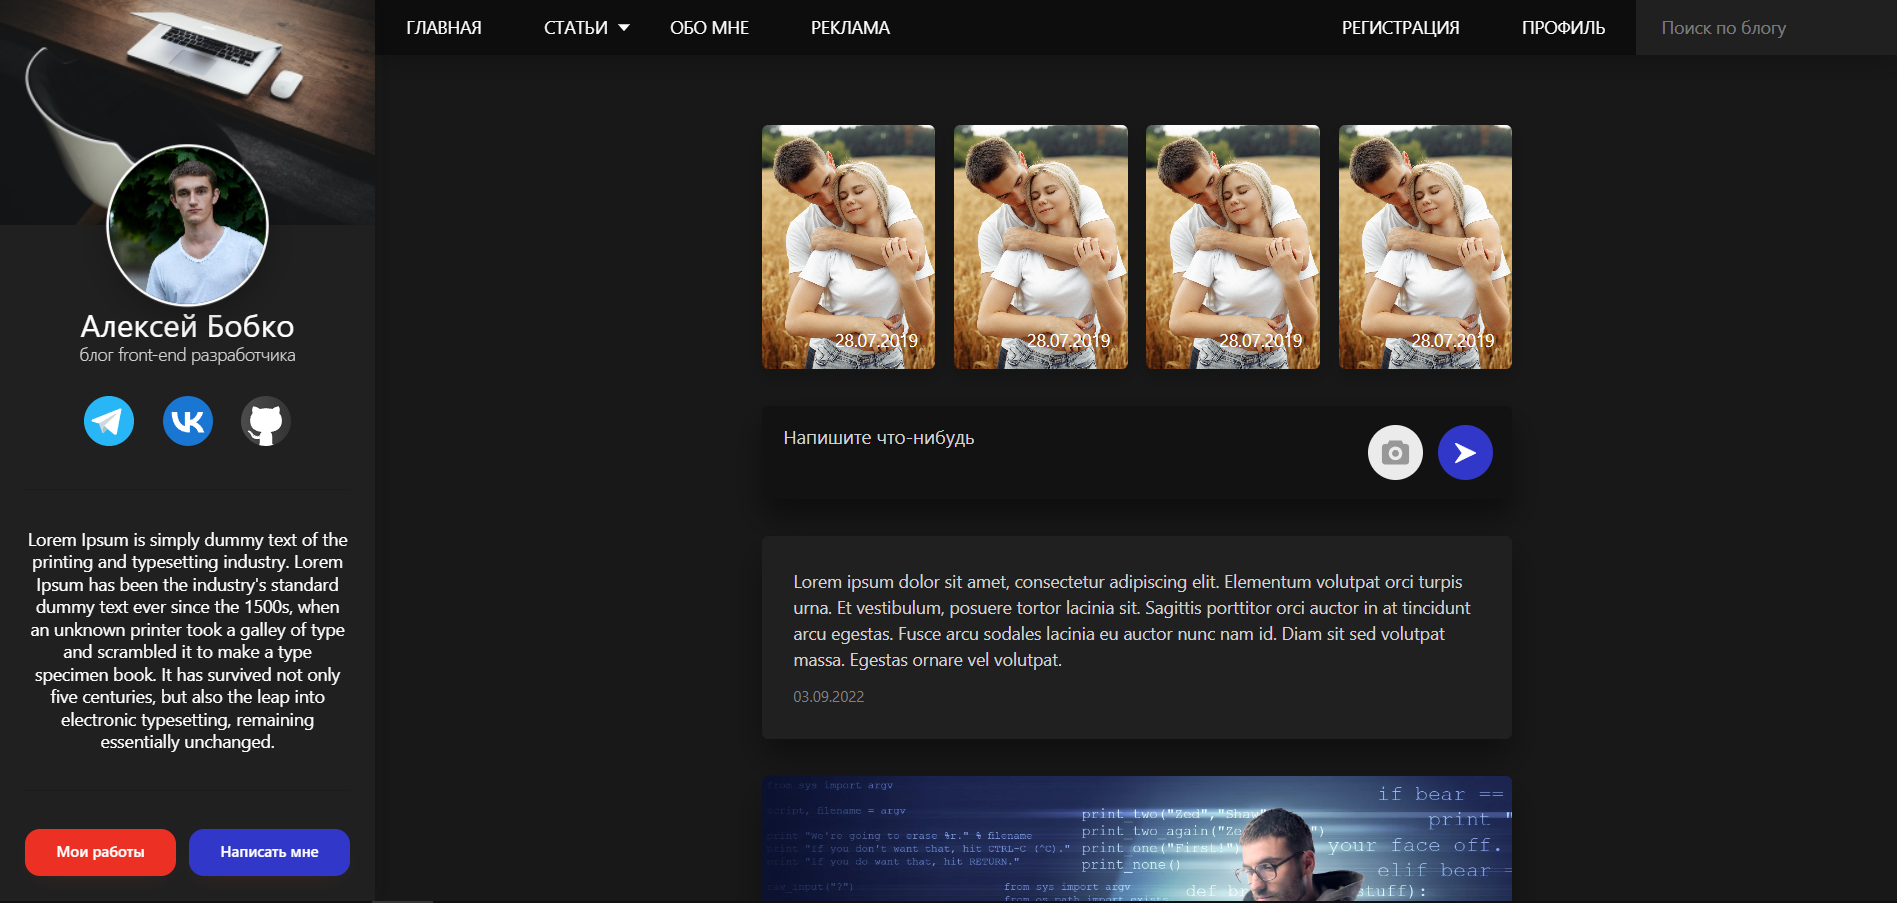 ГЛАВНАЯ
СТАТЬИ
ОБО МНЕ
РЕКЛАМА
РЕГИСТРАЦИЯ
ПРОФИЛЬ
Поиск по блогу
Алексей Бобко
блог front-end разработчика
Lorem Ipsum is simply dummy text of the
printing and typesetting industry. Lorem
Ipsum has been the industry's standard
dummy text ever since the 1500s, when
an unknown printer took a galley of type
and scrambled it to make a type
specimen book. It has survived not only
five centuries, but also the leap into
electronic typesetting, remaining
essentially unchanged.
Мои работы
Написать мне
28.07.2019
28.07.2019
28.07.2019
28.07.2019
Напишите что-нибудь
Lorem ipsum dolor sit amet, consectetur adipiscing elit. Elementum volutpat orci turpis
urna. Et vestibulum, posuere tortor lacinia sit. Sagittis porttitor orci auctor in at tincidunt
arcu egestas. Fusce arcu sodales lacinia eu auctor nunc nam id. Diam sit sed volutpat
massa. Egestas ornare vel volutpat.
03.09.2022
from sys import argv
script, filename = argv
print "We're going to erase %r." % filename
print "if you don't want that, hit CTRL-C (^C)."
print "if you do want that, hit RETURN."
raw_input("?")
print_two("Zed","Shaw")
print_two_again("Ze
print_one("First!")
print_none()
from sys import argv
from os.path import exists
if bear ==
print "
your face off.
elif bear =
def
stuff):